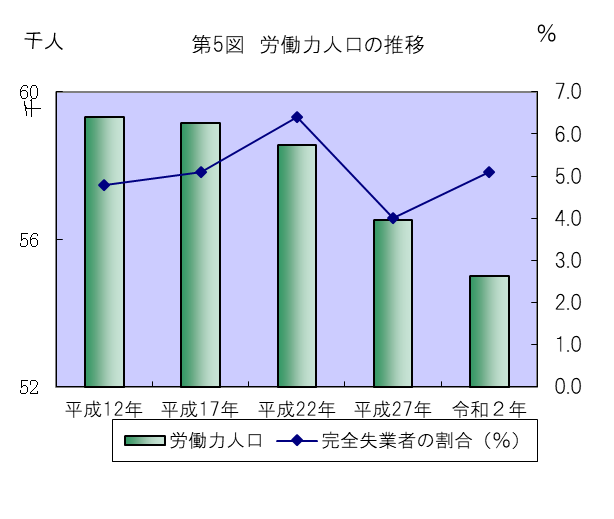 千人
第5図 労働力人口の推移
%
60
千
56
52
7.0
6.0
5.0
4.0
3.0
2.0
1.0
0.0
平成12年 平成17年 平成22年 平成27年 令和２年
労働力人口 完全失業者の割合（%）